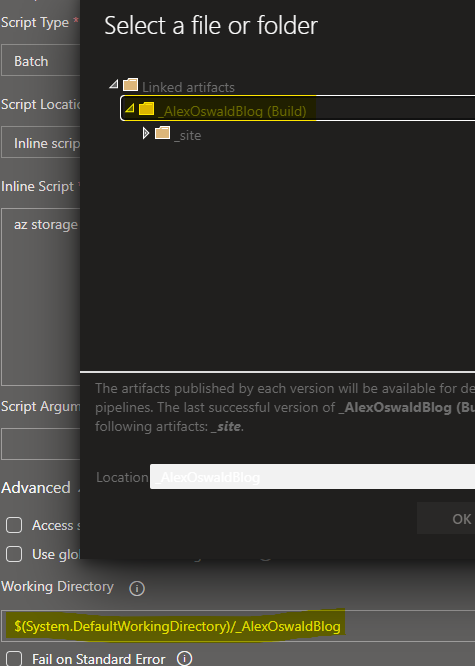 Script Type *
Batch
Script Locatio
Inline scrip
Inline Script *
az storage
Script Argum
Advanced
Access s
Use glo
Working Directory
$(System.DefaultWorkingDirectory)/_AlexOswaldBlog
Fail on Standard Error
Select a file or folder
Linked artifacts
_AlexOswaldBlog (Build)
_site
The artifacts published by each version will be available for de
pipelines. The last successful version of _AlexOswaldBlog (Bu
following artifacts: _site.
Location
_AlexOswaldBlog
OK